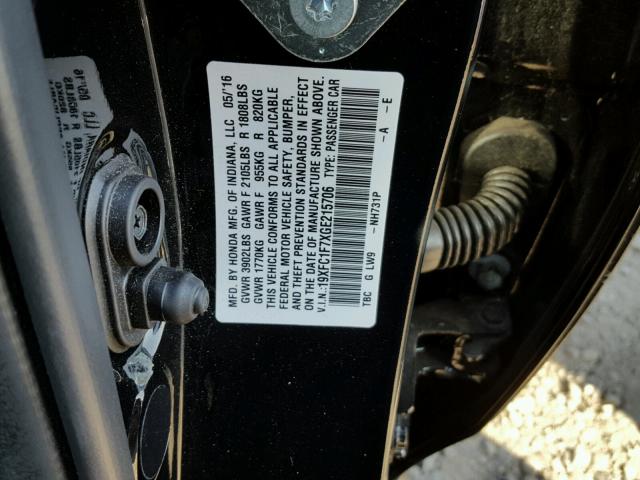 MFD. BY HONDA MFG. OF INDIANA, LLC 05/16
GVWR 3902LBS GAWR F 2105LBS R 1808LBS
GVWR 1770KG GAWR F 955KG R 820KG
THIS VEHICLE CONFORMS TO ALL APPLICABLE
FEDERAL MOTOR VEHICLE SAFETY, BUMPER,
AND THEFT PREVENTION STANDARDS IN EFFECT
ON THE DATE OF MANUFACTURE SHOWN ABOVE.
V.I.N.:19XFC1F7XGE215706 TYPE: PASSENGER CAR
NH731P A E
TBC G LW9